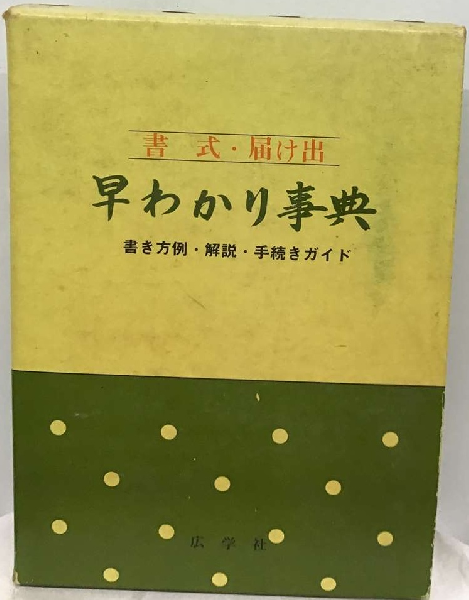 書式・届け出
早わかり事典
書き方例・解説・手続きガイド
広学社